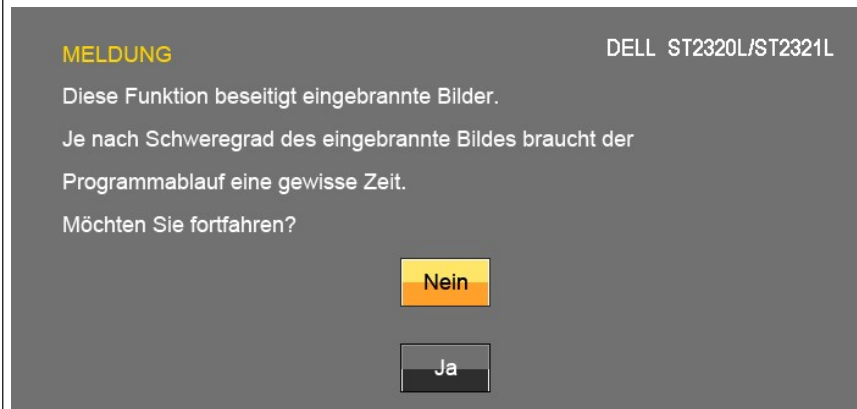 MELDUNG
DELL ST2320L/ST2321L
Diese Funktion beseitigt eingebrannte Bilder.
Je nach Schweregrad des eingebrannte Bildes braucht der
Programmablauf eine gewisse Zeit.
Möchten Sie fortfahren?
Nein
Ja